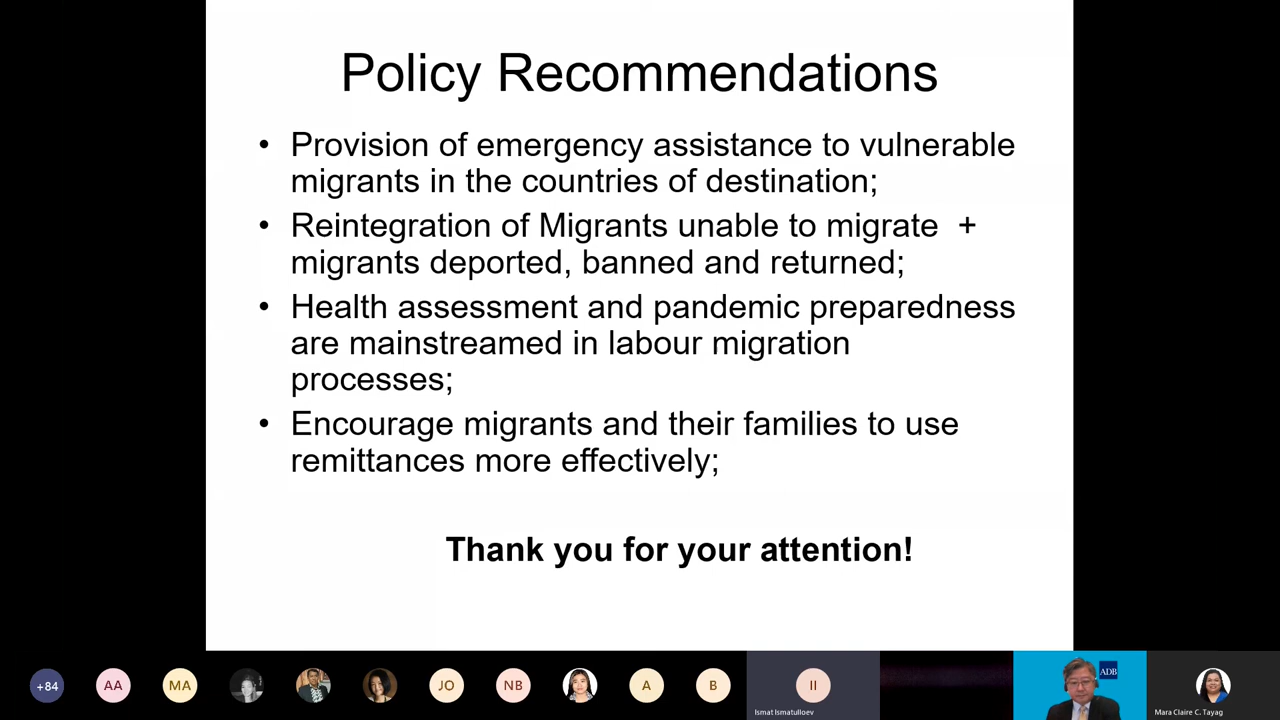 Policy Recommendations
• Provision of emergency assistance to vulnerable
migrants in the countries of destination;
• Reintegration of Migrants unable to migrate +
migrants deported, banned and returned;
• Health assessment and pandemic preparedness
are mainstreamed in labour migration
processes;
• Encourage migrants and their families to use
remittances more effectively;
Thank you for your attention!
+84
AA
MA
JO
NB
A
B
II
Ismat Ismatulloev
ADB
Mara Claire C. Tayag